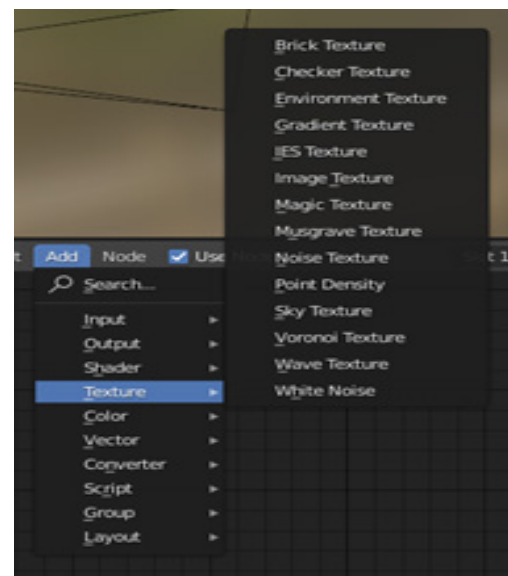 Brick Texture
Checker Texture
Environment Texture
Gradient Texture
IES Texture
Image Texture
Magic Texture
Musgrave Texture
Noise Texture
Point Density
Sky Texture
Voronoi Texture
Wave Texture
White Noise
Add Node Use
Search...
Input
Output
Shader
Texture
Color
Vector
Converter
Script
Group
Layout